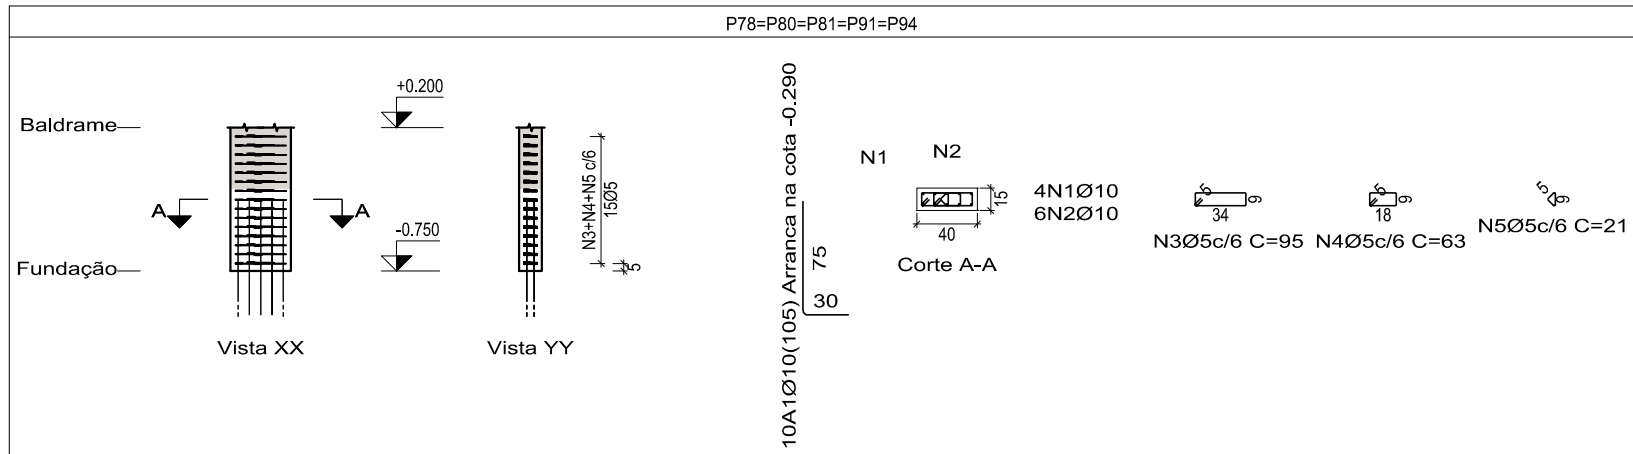 P78=P80=P81=P91=P94
Baldrame
+0.200
A
A
-0.750
Fundação
Vista XX
N3+N4+N5 c/6
15Ø5
5
Vista YY
10A1Ø10(105) Arranca na cota -0.290
75
30
N1
N2
15
40
4N1Ø10
6N2Ø10
Corte A-A
5
9
34
N3Ø5c/6 C=95
5
9
18
N4Ø5c/6 C=63
5
9
N5Ø5c/6 C=21